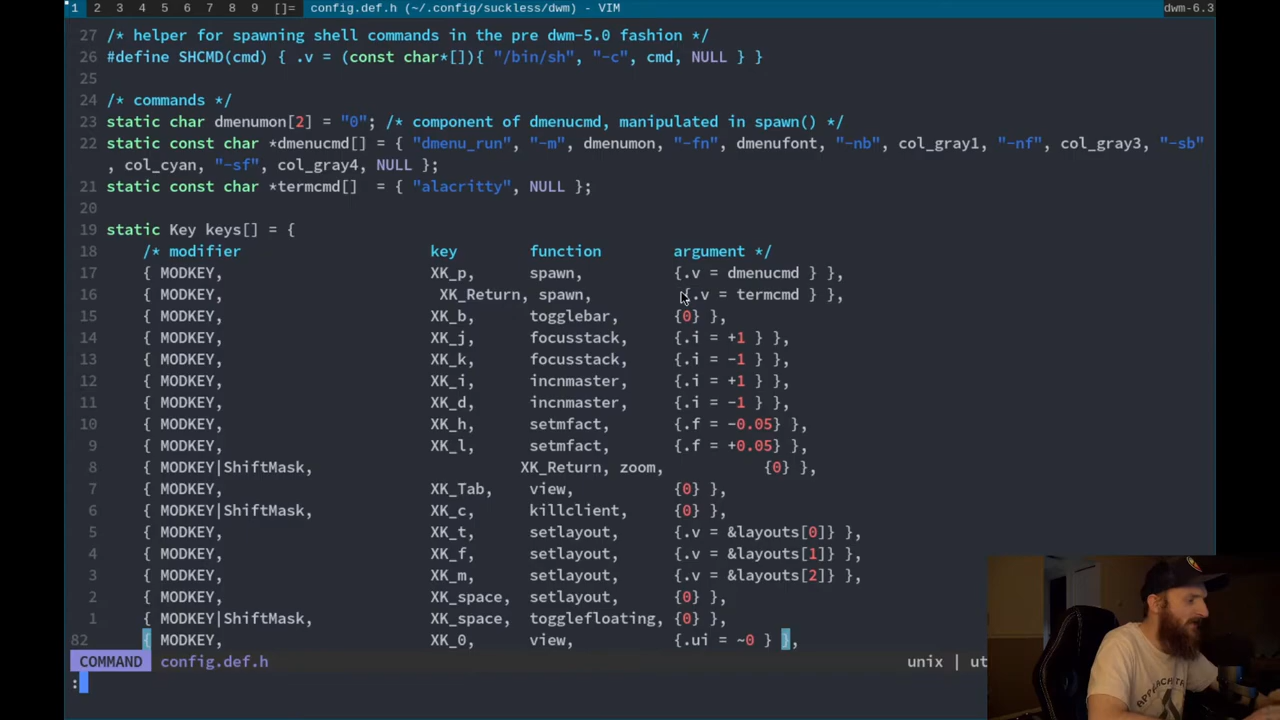 1 2 3 4 5 6 7 8 9 []= config.def.h (~/.config/suckless/dwm) - VIM dwm-6.3
27 /* helper for spawning shell commands in the pre dwm-5.0 fashion */
26 #define SHCMD(cmd) { .v = (const char*[]){ "/bin/sh", "-c", cmd, NULL } }
25
24 /* commands */
23 static char dmenumon[2] = "0"; /* component of dmenucmd, manipulated in spawn() */
22 static const char *dmenucmd[] = { "dmenu_run", "-m", dmenumon, "-fn", dmenufont, "-nb", col_gray1, "-nf", col_gray3, "-sb"
, col_cyan, "-sf", col_gray4, NULL };
21 static const char *termcmd[]  = { "alacritty", NULL };
20
19 static Key keys[] = {
18 /* modifier key function argument */
17 { MODKEY, XK_p, spawn, {.v = dmenucmd } },
16 { MODKEY, XK_Return, spawn, {.v = termcmd } },
15 { MODKEY, XK_b, togglebar, {0} },
14 { MODKEY, XK_j, focusstack, {.i = +1 } },
13 { MODKEY, XK_k, focusstack, {.i = -1 } },
12 { MODKEY, XK_i, incnmaster, {.i = +1 } },
11 { MODKEY, XK_d, incnmaster, {.i = -1 } },
10 { MODKEY, XK_h, setmfact, {.f = -0.05} },
9 { MODKEY, XK_l, setmfact, {.f = +0.05} },
8 { MODKEY|ShiftMask, XK_Return, zoom, {0} },
7 { MODKEY, XK_Tab, view, {0} },
6 { MODKEY|ShiftMask, XK_c, killclient, {0} },
5 { MODKEY, XK_t, setlayout, {.v = &layouts[0]} },
4 { MODKEY, XK_f, setlayout, {.v = &layouts[1]} },
3 { MODKEY, XK_m, setlayout, {.v = &layouts[2]} },
2 { MODKEY, XK_space, setlayout, {0} },
1 { MODKEY|ShiftMask, XK_space, togglefloating, {0} },
82 { MODKEY, XK_0, view, {.ui = ~0 } },
COMMAND config.def.h unix | ut
: